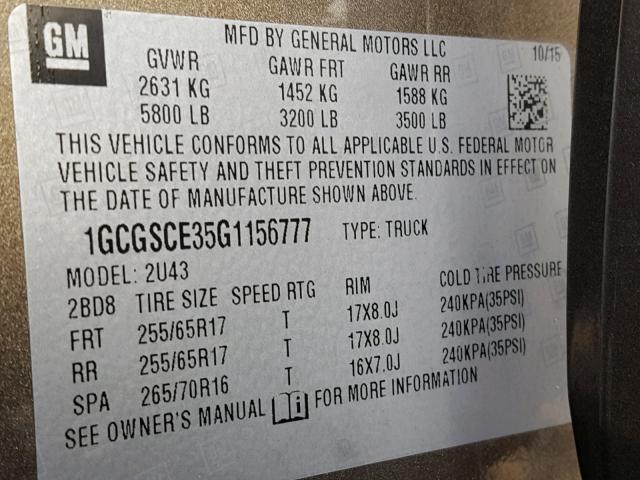 GM
MFD BY GENERAL MOTORS LLC
10/15
GVWR GAWR FRT GAWR RR
2631 KG 1452 KG 1588 KG
5800 LB 3200 LB 3500 LB
THIS VEHICLE CONFORMS TO ALL APPLICABLE U.S. FEDERAL MOTOR
VEHICLE SAFETY AND THEFT PREVENTION STANDARDS IN EFFECT ON
THE DATE OF MANUFACTURE SHOWN ABOVE.
1GCGSCE35G1156777 TYPE: TRUCK
MODEL: 2U43
2BD8 TIRE SIZE SPEED RTG RIM COLD TIRE PRESSURE
FRT 255/65R17 T 17X8.0J 240KPA(35PSI)
RR 255/65R17 T 17X8.0J 240KPA(35PSI)
SPA 265/70R16 T 16X7.0J 240KPA(35PSI)
SEE OWNER'S MANUAL FOR MORE INFORMATION